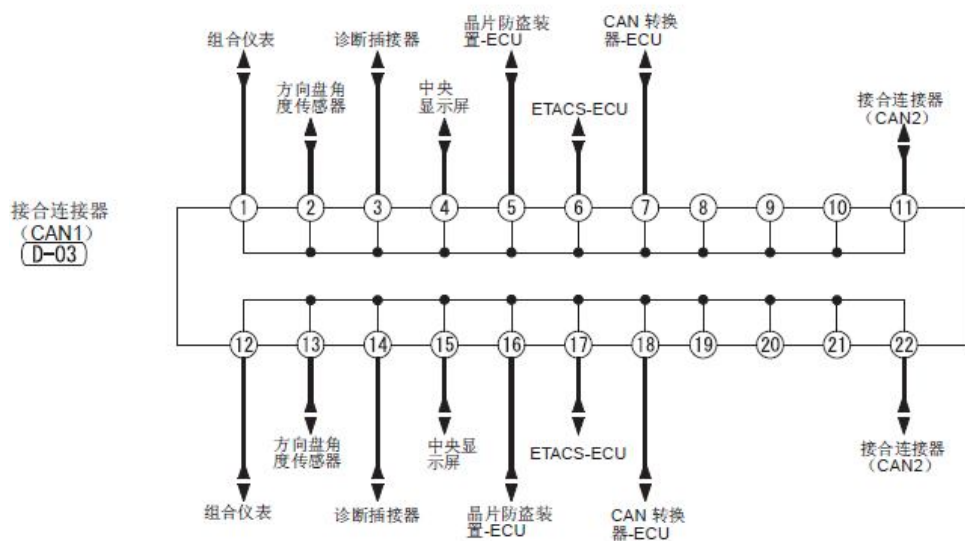 组合仪表
诊断插接器
晶片防盗装
置-ECU
CAN 转换
器-ECU
方向盘角
度传感器
中央
显示屏
ETACS-ECU
接合连接器
（CAN2）
接合连接器
（CAN1）
D-03
1 2 3 4 5 6 7 8 9 10 11
12 13 14 15 16 17 18 19 20 21 22
方向盘角
度传感器
中央显
示屏
ETACS-ECU
接合连接器
（CAN2）
组合仪表
诊断插接器
晶片防盗装
置-ECU
CAN 转换
器-ECU